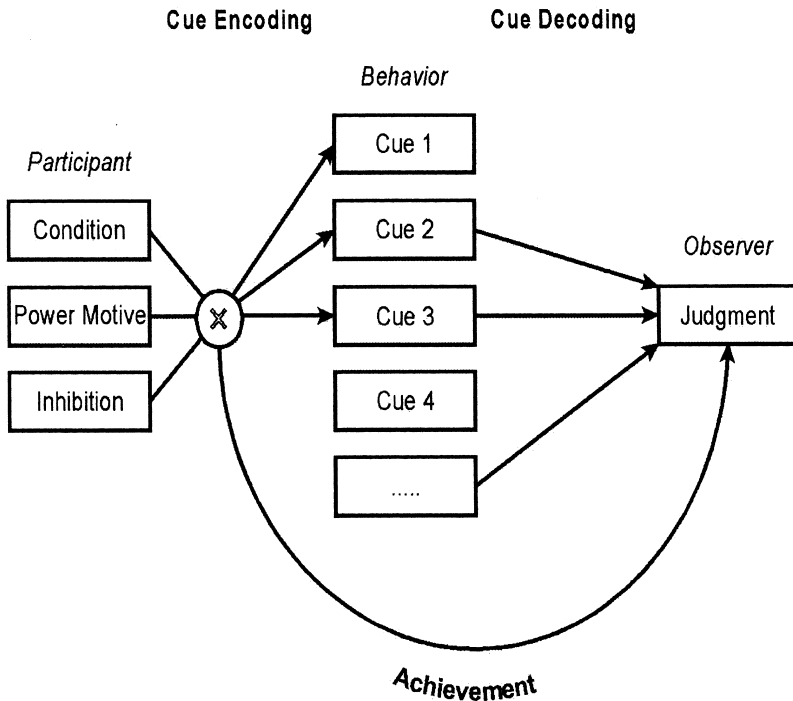 Cue Encoding
Cue Decoding
Behavior
Participant
Observer
Condition
Power Motive
Inhibition
X
Cue 1
Cue 2
Cue 3
Cue 4
.....
Judgment
Achievement